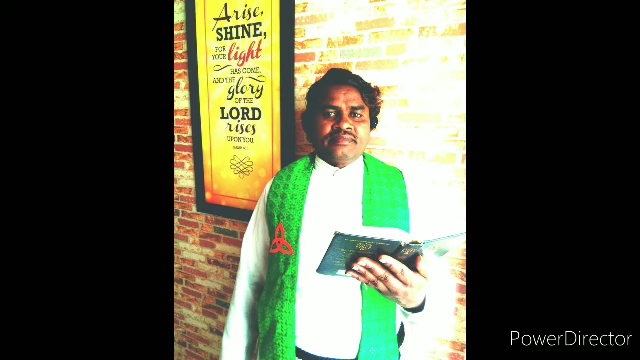 Arise,
SHINE,
FOR
YOUR light
HAS COME,
AND THE
glory
OF THE
LORD
rises
UPON YOU.
PowerDirector